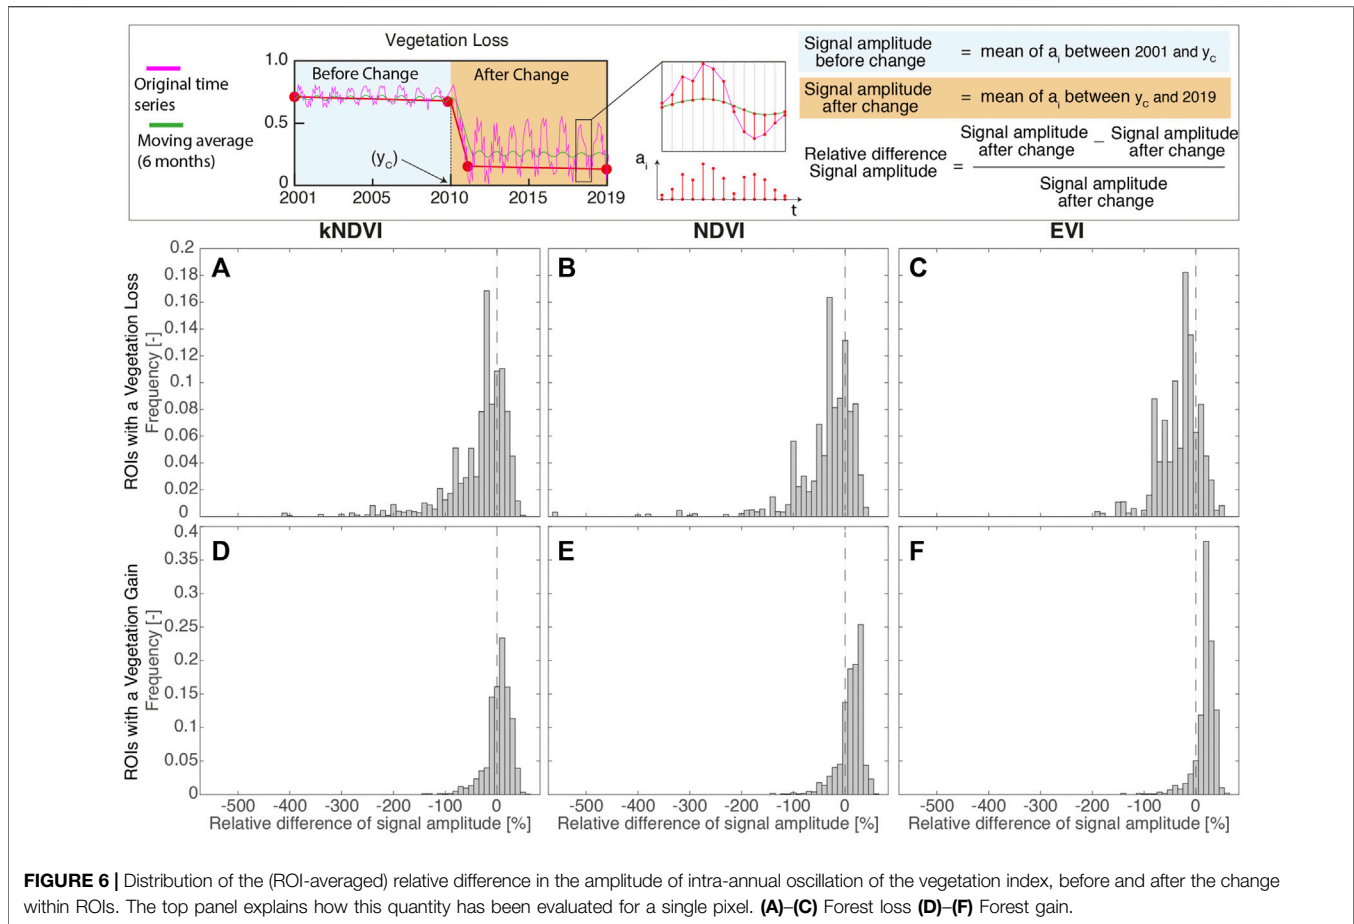 Vegetation Loss
Original time
series
Moving average
(6 months)
1.0
0.5
0
Before Change
After Change
(yc)
2001
2005
2010
2015
2019
ai
t
Signal amplitude
before change
= mean of ai between 2001 and yc
Signal amplitude
after change
= mean of ai between yc and 2019
Relative difference
Signal amplitude
=
Signal amplitude
after change
–
Signal amplitude
after change
Signal amplitude
after change
kNDVI
NDVI
EVI
ROIs with a Vegetation Loss
Frequency [-]
0.2
0.18
0.16
0.14
0.12
0.1
0.08
0.06
0.04
0.02
0
A
B
C
ROIs with a Vegetation Gain
Frequency [-]
0.4
0.35
0.3
0.25
0.2
0.15
0.1
0.05
0
D
E
F
-500 -400 -300 -200 -100 0
-500 -400 -300 -200 -100 0
-500 -400 -300 -200 -100 0
Relative difference of signal amplitude [%]
Relative difference of signal amplitude [%]
Relative difference of signal amplitude [%]
FIGURE 6 | Distribution of the (ROI-averaged) relative difference in the amplitude of intra-annual oscillation of the vegetation index, before and after the change
within ROIs. The top panel explains how this quantity has been evaluated for a single pixel. (A)–(C) Forest loss (D)–(F) Forest gain.